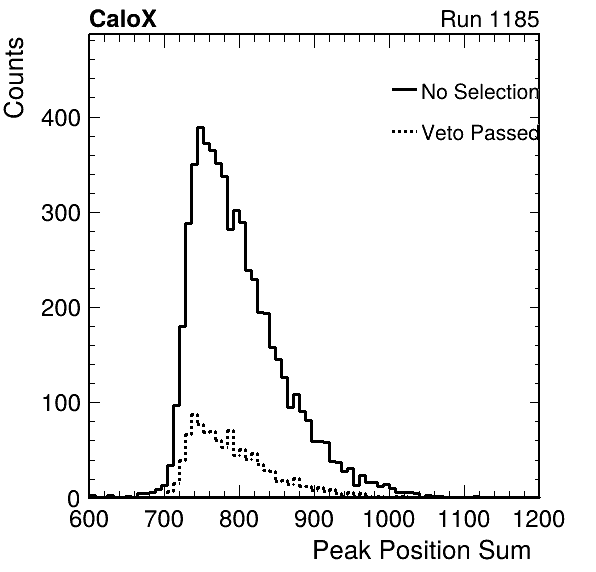 CaloX Run 1185
Counts
No Selection
Veto Passed
400
300
200
100
0
600 700 800 900 1000 1100 1200
Peak Position Sum